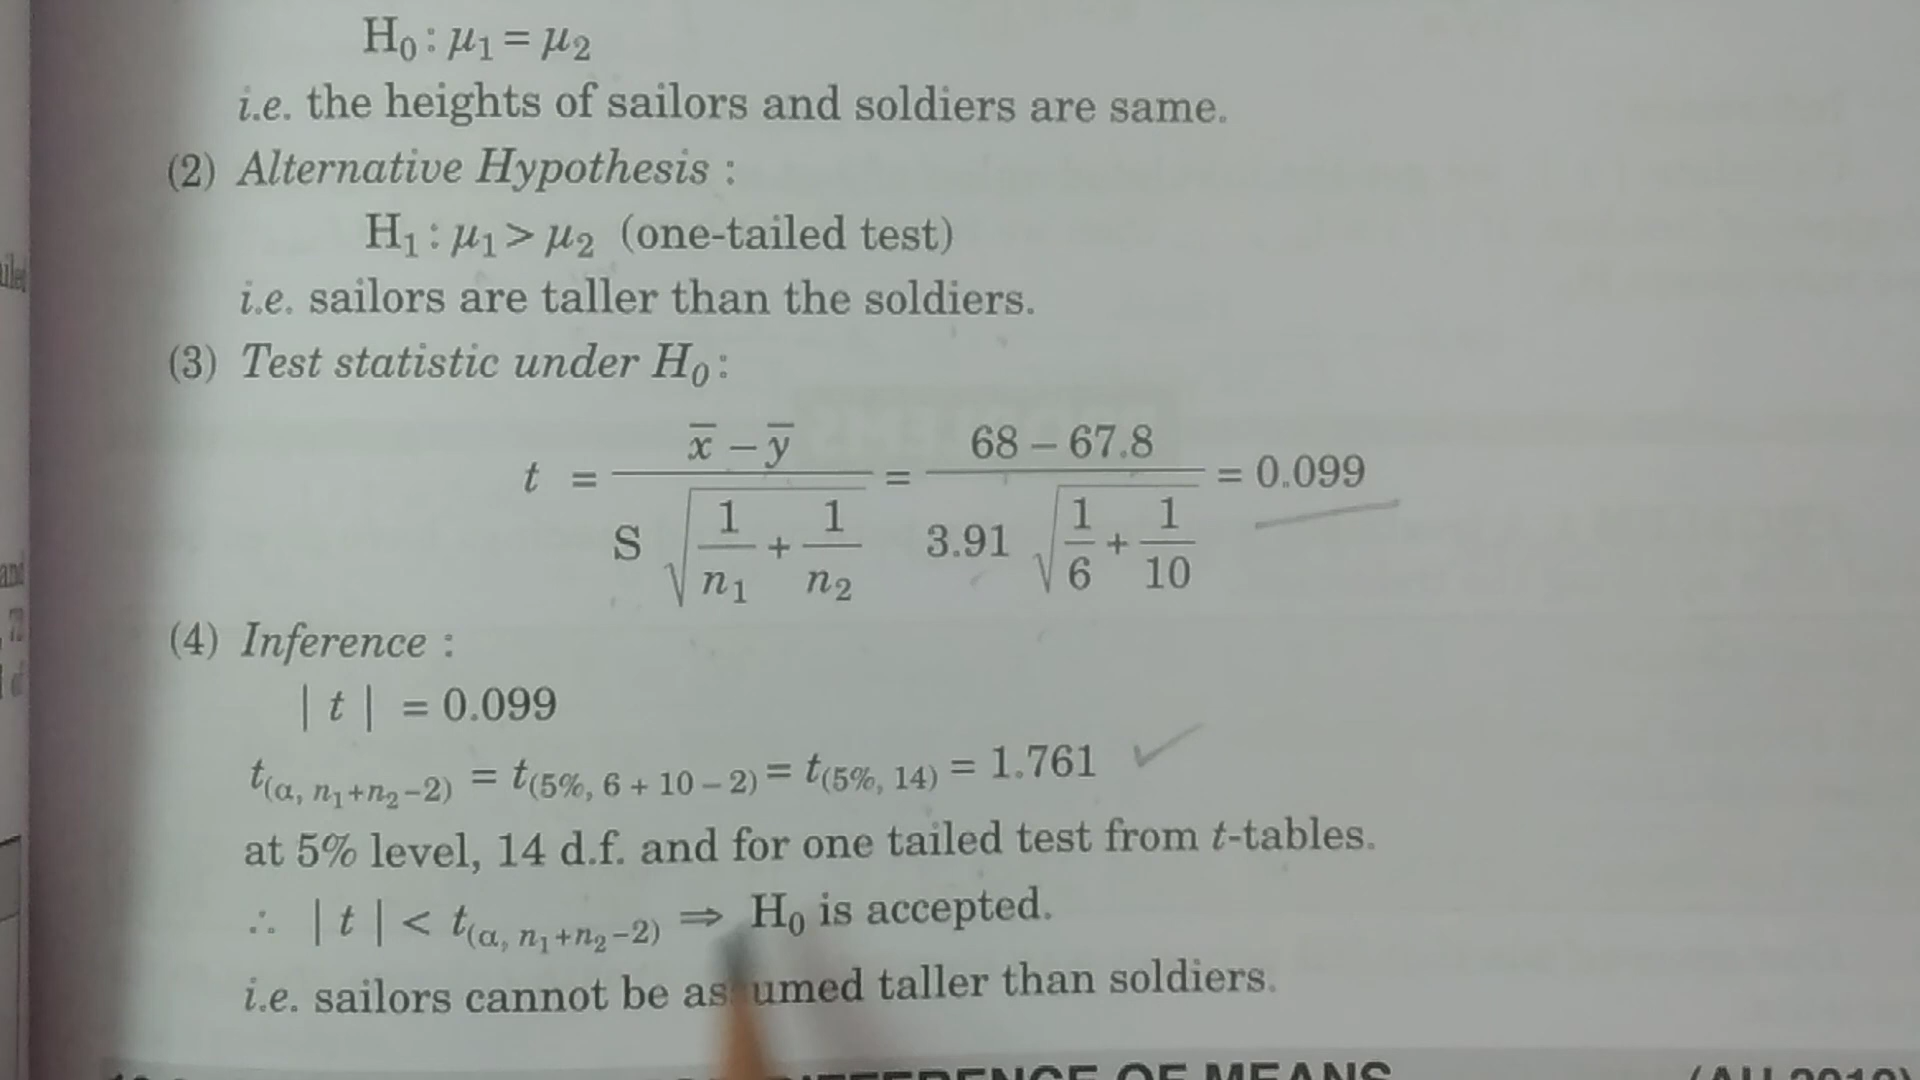 H₀ : μ₁ = μ₂
i.e. the heights of sailors and soldiers are same.
(2) Alternative Hypothesis :
H₁ : μ₁ > μ₂ (one-tailed test)
i.e. sailors are taller than the soldiers.
(3) Test statistic under H₀ :
t = (x̅ – y̅) / (S √(1/n₁ + 1/n₂)) = (68 – 67.8) / (3.91 √(1/6 + 1/10)) = 0.099
(4) Inference :
| t | = 0.099
t(α, n₁+n₂–2) = t(5%, 6 + 10 – 2) = t(5%, 14) = 1.761
at 5% level, 14 d.f. and for one tailed test from t-tables.
∴ | t | < t(α, n₁+n₂–2) ⇒ H₀ is accepted.
i.e. sailors cannot be assumed taller than soldiers.
DIFFERENCE OF MEANS